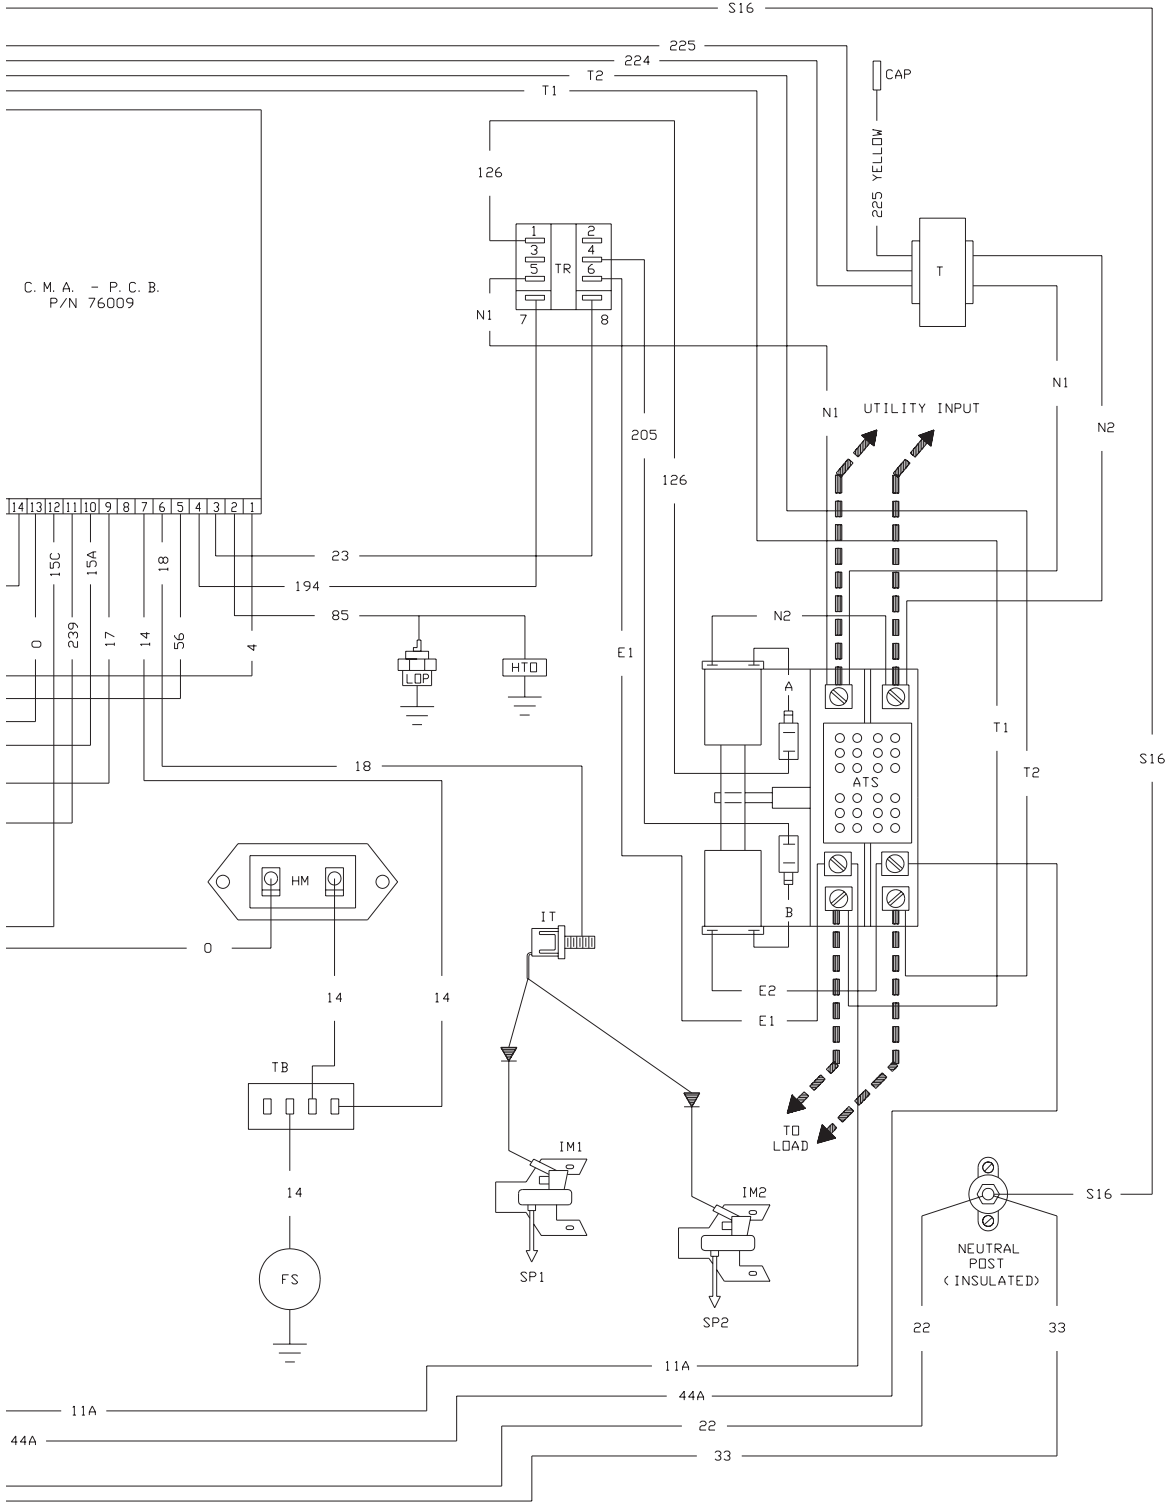 S16
225
224
T2
T1
CAP
225 YELLOW
126
1
2
3
4
5
6
TR
7
8
N1
T
C. M. A. - P. C. B.
P/N 76009
N1
N2
N1
UTILITY INPUT
205
126
14
13
12
11
10
9
8
7
6
5
4
3
2
1
15C
15A
18
23
194
85
0
239
17
14
56
4
N2
E1
LOP
HTO
A
T1
T2
S16
18
ATS
HM
B
IT
0
14
14
E2
E1
TB
TO
LOAD
IM1
14
IM2
S16
SP1
NEUTRAL
POST
(INSULATED)
FS
SP2
22
33
11A
44A
11A
22
44A
33